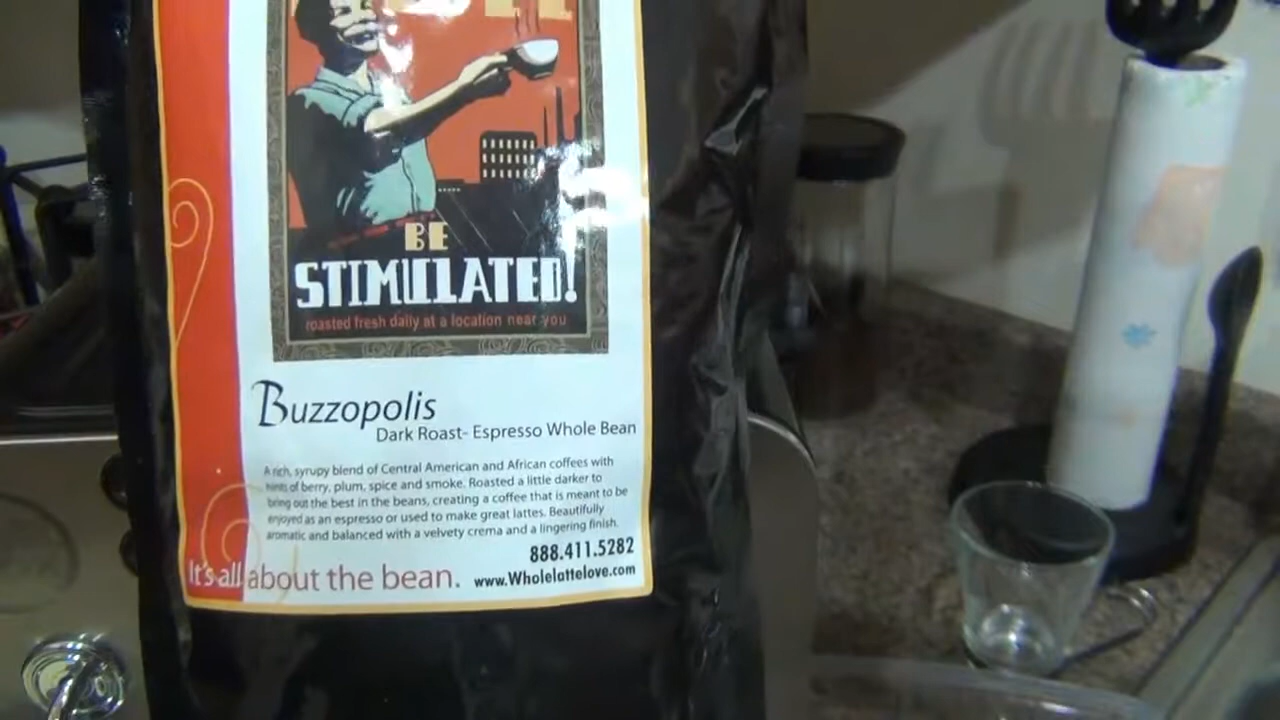 BE
STIMULATED!
roasted fresh daily at a location near you
Buzzopolis
Dark Roast- Espresso Whole Bean
A rich, syrupy blend of Central American and African coffees with
hints of berry, plum, spice and smoke. Roasted a little darker to
bring out the best in the beans, creating a coffee that is meant to be
enjoyed as an espresso or used to make great lattes. Beautifully
aromatic and balanced with a velvety crema and a lingering finish.
888.411.5282
It's all about the bean. www.Wholelattelove.com